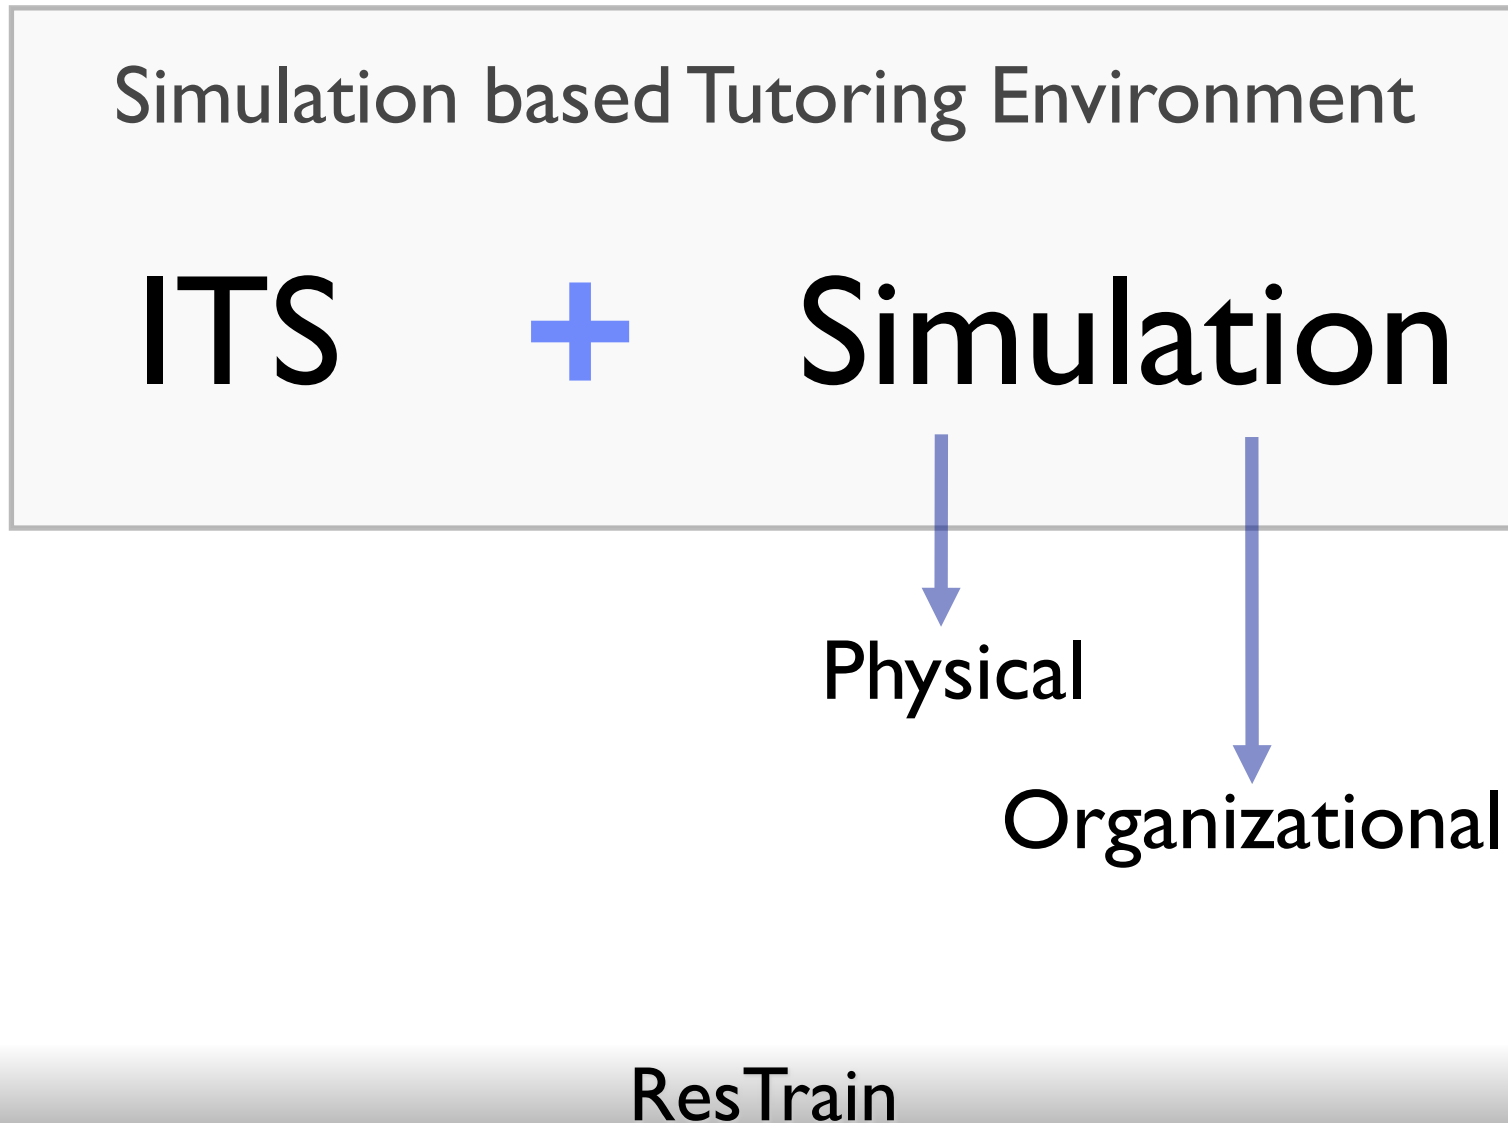 Simulation based Tutoring Environment
ITS + Simulation
Physical
Organizational
ResTrain